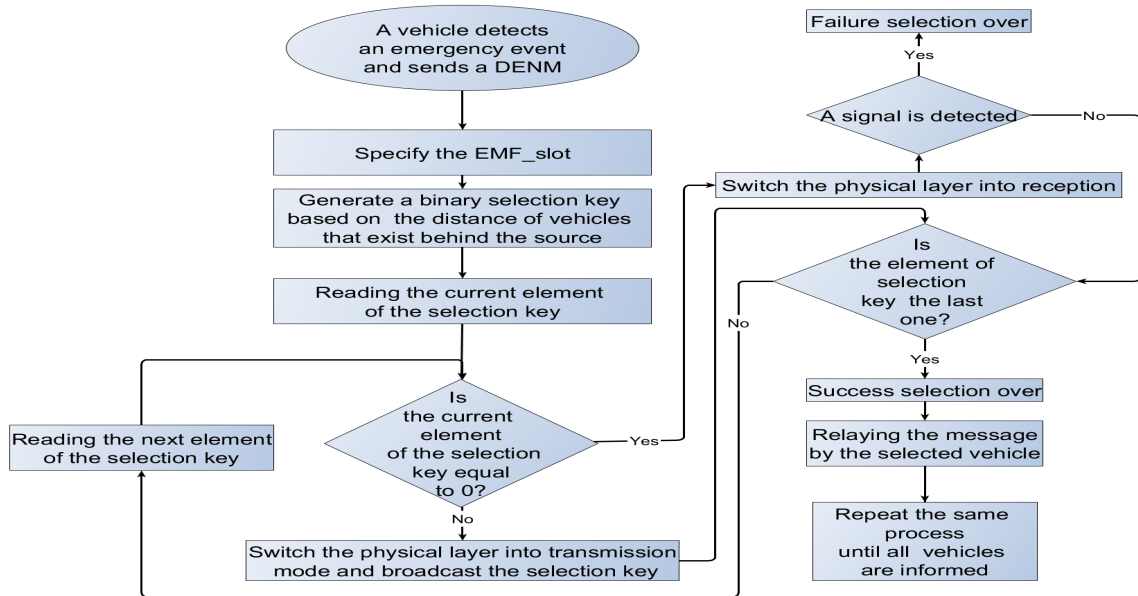 A vehicle detects
an emergency event
and sends a DENM
Specify the EMF_slot
Generate a binary selection key
based on the distance of vehicles
that exist behind the source
Reading the current element
of the selection key
Is
the current
element
of the selection
key equal
to 0?
Yes
No
Reading the next element
of the selection key
Switch the physical layer into transmission
mode and broadcast the selection key
Failure selection over
Yes
A signal is detected
No
Switch the physical layer into reception
Is
the element of
selection
key the last
one?
No
Yes
Success selection over
Relaying the message
by the selected vehicle
Repeat the same
process
until all vehicles
are informed